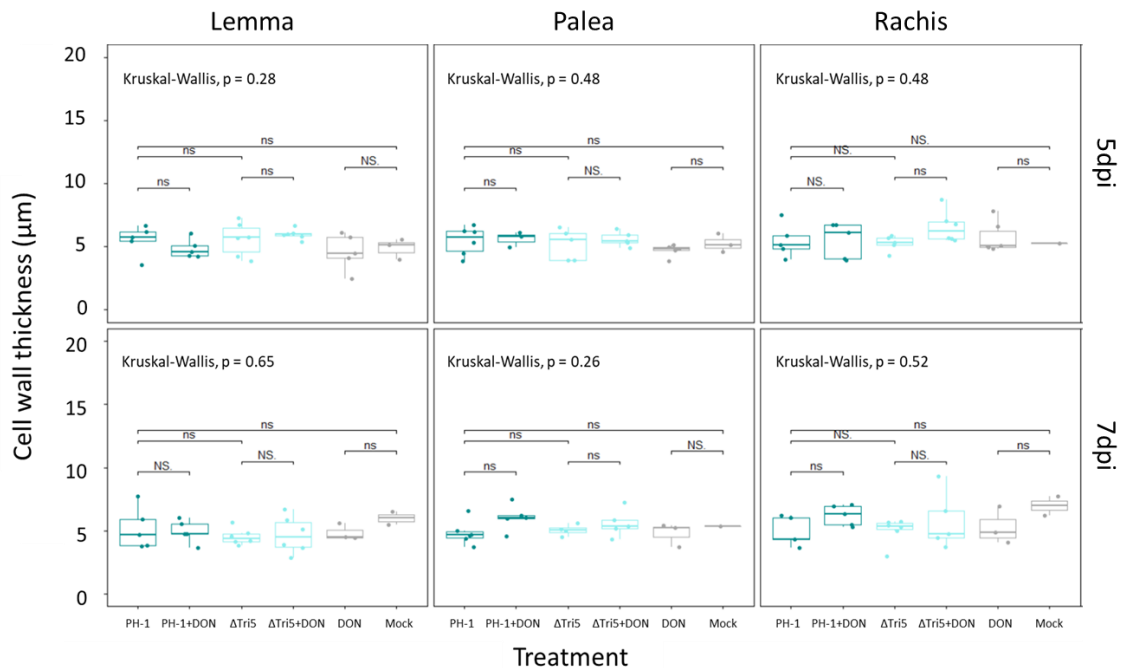 Lemma Palea Rachis
Cell wall thickness (µm)
20
15
10
5
0
Kruskal-Wallis, p = 0.28
ns
ns
NS.
ns
ns
Kruskal-Wallis, p = 0.48
ns
ns
ns
NS.
ns
Kruskal-Wallis, p = 0.48
NS.
NS.
ns
ns
NS.
5dpi
20
15
10
5
0
Kruskal-Wallis, p = 0.65
ns
ns
ns
NS.
NS.
Kruskal-Wallis, p = 0.26
ns
ns
NS.
ns
ns
Kruskal-Wallis, p = 0.52
ns
NS.
ns
NS.
ns
7dpi
PH-1 PH-1+DON ΔTri5 ΔTri5+DON DON Mock
PH-1 PH-1+DON ΔTri5 ΔTri5+DON DON Mock
PH-1 PH-1+DON ΔTri5 ΔTri5+DON DON Mock
Treatment